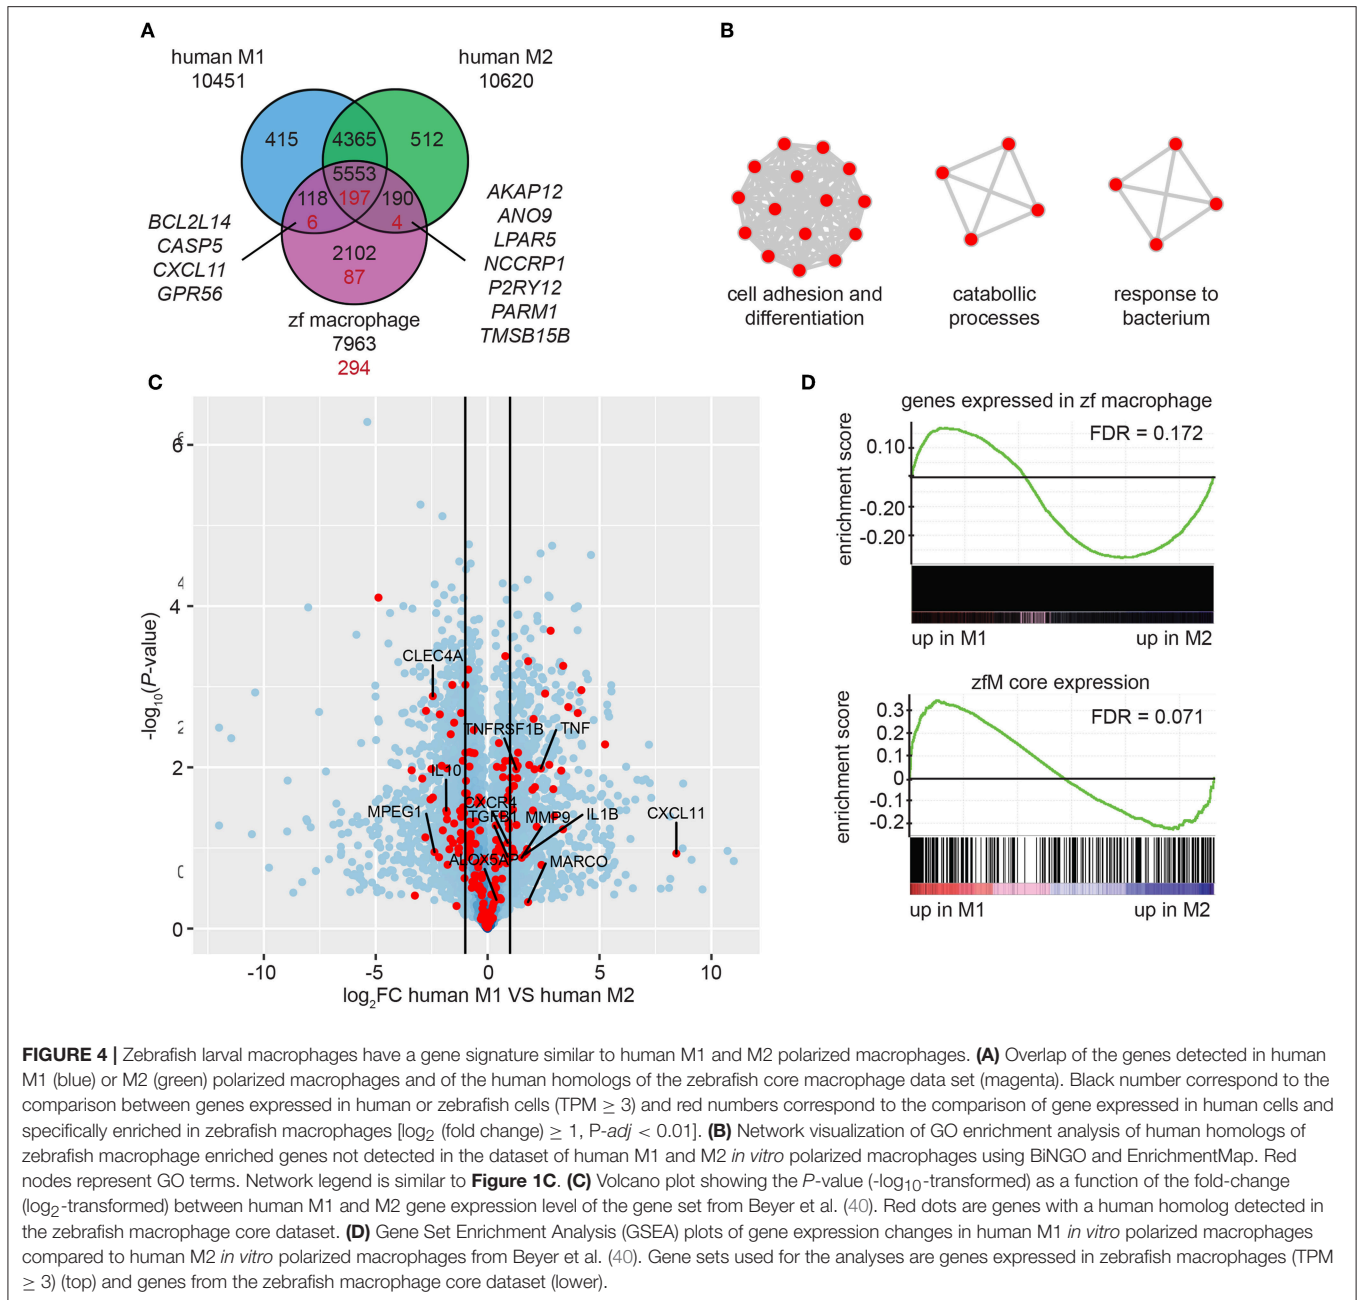 A
human M1
10451
human M2
10620
415
4365
512
5553
118
197
190
6
4
2102
87
BCL2L14
CASP5
CXCL11
GPR56
AKAP12
ANO9
LPAR5
NCCRP1
P2RY12
PARM1
TMSB15B
zf macrophage
7963
294
B
cell adhesion and
differentiation
catabollic
processes
response to
bacterium
C
-log10(P-value)
6
4
2
0
CLEC4A
TNFRSF1B
TNF
IL10
MPEG1
CXCR4
TGFB1
MMP9
IL1B
CXCL11
ALOX5AP
MARCO
-10
-5
0
5
10
log2FC human M1 VS human M2
D
genes expressed in zf macrophage
FDR = 0.172
enrichment score
0.10
-0.20
-0.20
up in M1
up in M2
zfM core expression
FDR = 0.071
enrichment score
0.3
0.2
0.1
0
-0.1
-0.2
up in M1
up in M2
FIGURE 4 | Zebrafish larval macrophages have a gene signature similar to human M1 and M2 polarized macrophages. (A) Overlap of the genes detected in human
M1 (blue) or M2 (green) polarized macrophages and of the human homologs of the zebrafish core macrophage data set (magenta). Black number correspond to the
comparison between genes expressed in human or zebrafish cells (TPM ≥ 3) and red numbers correspond to the comparison of gene expressed in human cells and
specifically enriched in zebrafish macrophages [log2 (fold change) ≥ 1, P-adj < 0.01]. (B) Network visualization of GO enrichment analysis of human homologs of
zebrafish macrophage enriched genes not detected in the dataset of human M1 and M2 in vitro polarized macrophages using BiNGO and EnrichmentMap. Red
nodes represent GO terms. Network legend is similar to Figure 1C. (C) Volcano plot showing the P-value (-log10-transformed) as a function of the fold-change
(log2-transformed) between human M1 and M2 gene expression level of the gene set from Beyer et al. (40). Red dots are genes with a human homolog detected in
the zebrafish macrophage core dataset. (D) Gene Set Enrichment Analysis (GSEA) plots of gene expression changes in human M1 in vitro polarized macrophages
compared to human M2 in vitro polarized macrophages from Beyer et al. (40). Gene sets used for the analyses are genes expressed in zebrafish macrophages (TPM
≥ 3) (top) and genes from the zebrafish macrophage core dataset (lower).